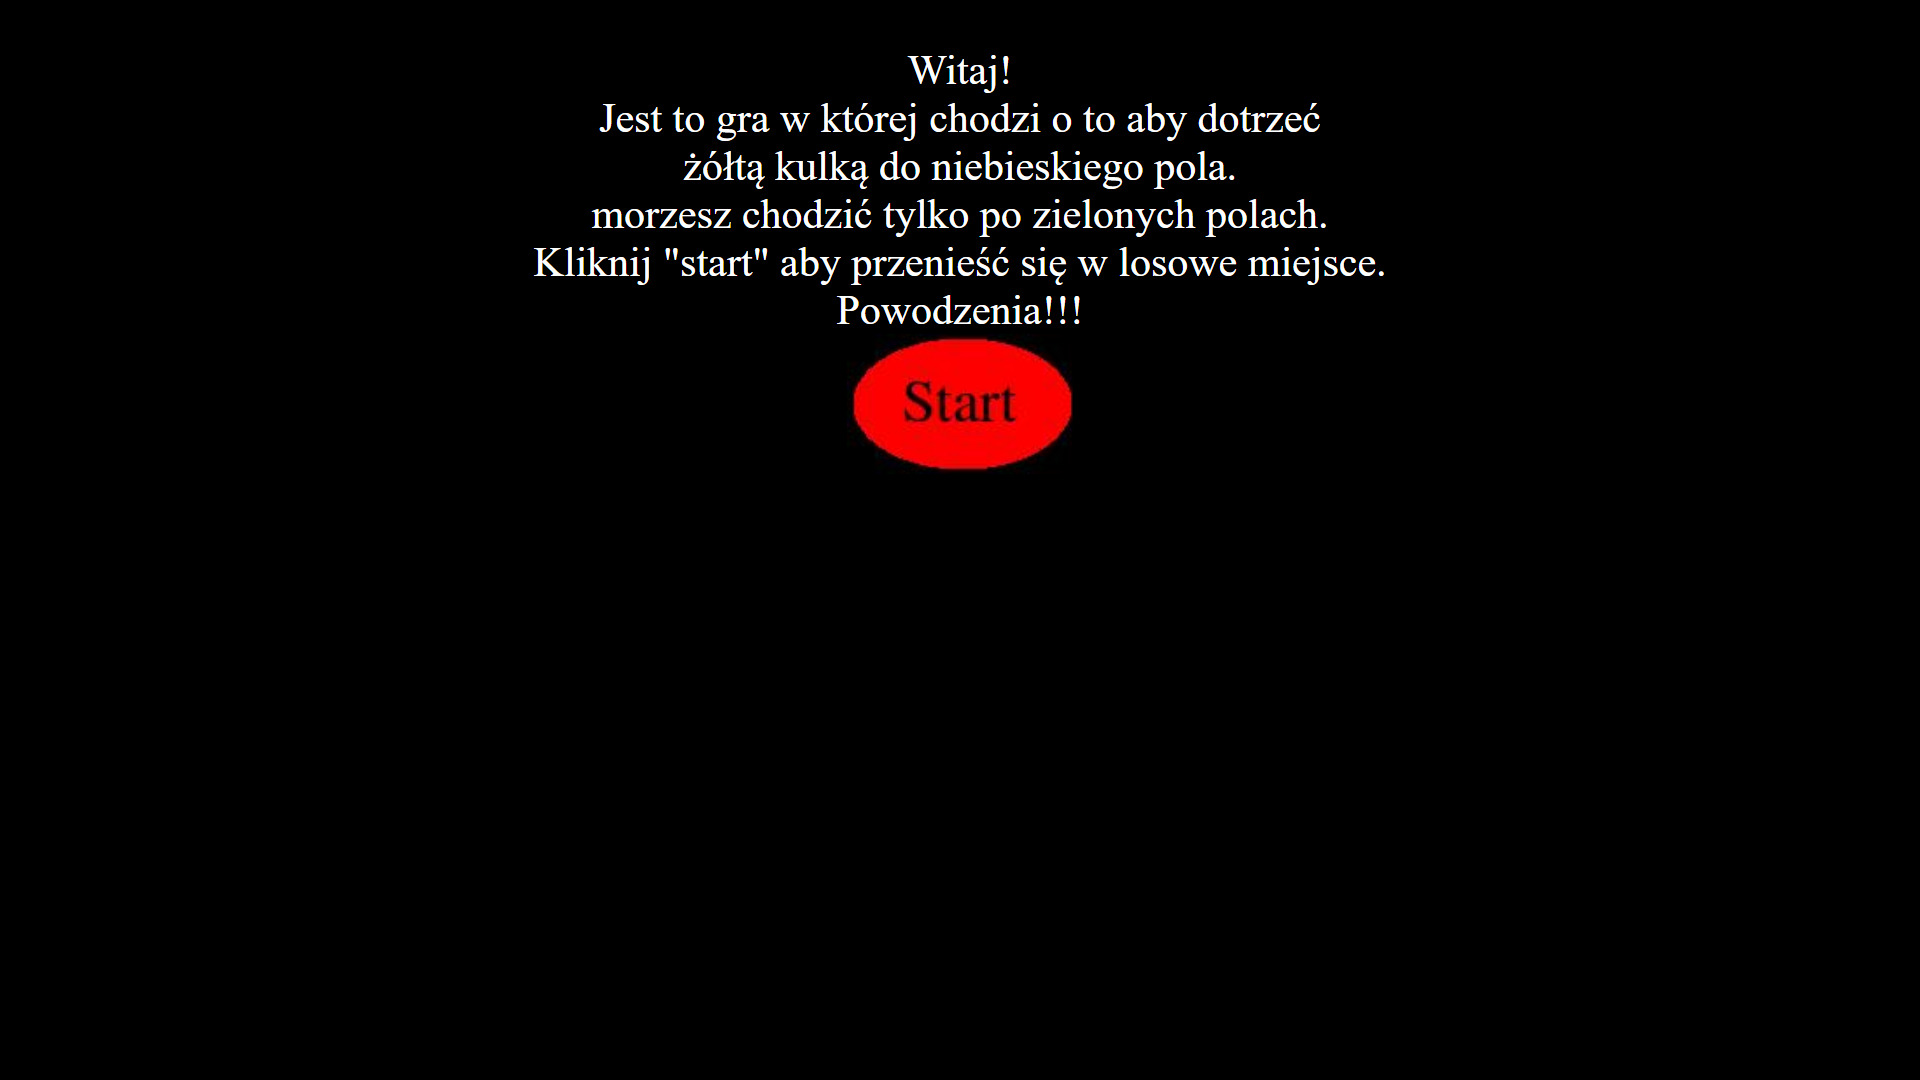 Witaj!
Jest to gra w której chodzi o to aby dotrzeć
żółtą kulką do niebieskiego pola.
morzesz chodzić tylko po zielonych polach.
Kliknij "start" aby przenieść się w losowe miejsce.
Powodzenia!!!
Start